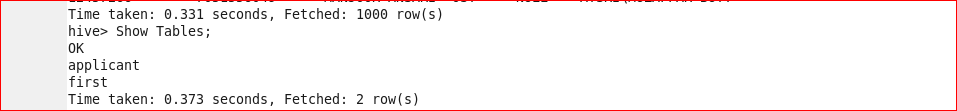 Time taken: 0.331 seconds, Fetched: 1000 row(s)
hive> Show Tables;
OK
applicant
first
Time taken: 0.373 seconds, Fetched: 2 row(s)